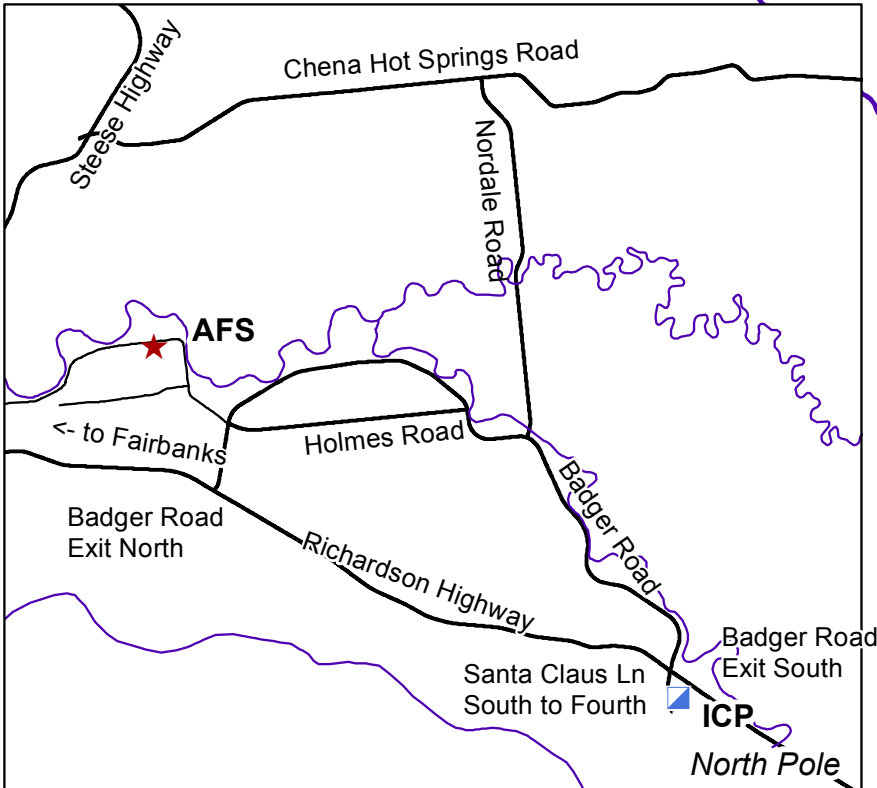 Chena Hot Springs Road
Steese Highway
Nordale Road
AFS
<- to Fairbanks
Holmes Road
Badger Road
Exit North
Badger Road
Richardson Highway
Badger Road
Exit South
Santa Claus Ln
South to Fourth
ICP
North Pole